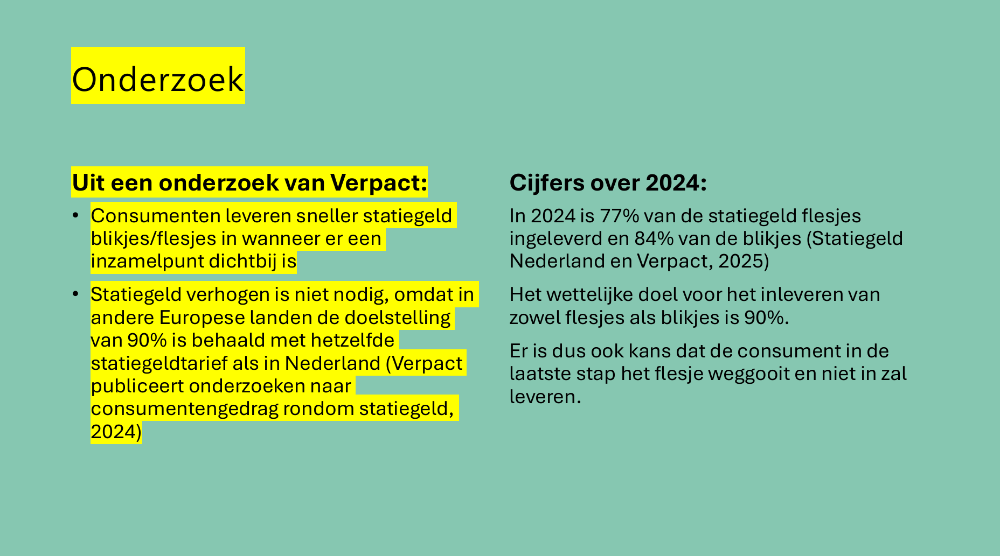 Onderzoek
Uit een onderzoek van Verpact:
• Consumenten leveren sneller statiegeld
blikjes/flesjes in wanneer er een
inzamelpunt dichtbij is
• Statiegeld verhogen is niet nodig, omdat in
andere Europese landen de doelstelling
van 90% is behaald met hetzelfde
statiegeldtarief als in Nederland (Verpact
publiceert onderzoeken naar
consumentengedrag rondom statiegeld,
2024)
Cijfers over 2024:
In 2024 is 77% van de statiegeld flesjes
ingeleverd en 84% van de blikjes (Statiegeld
Nederland en Verpact, 2025)
Het wettelijke doel voor het inleveren van
zowel flesjes als blikjes is 90%.
Er is dus ook kans dat de consument in de
laatste stap het flesje weggooit en niet in zal
leveren.